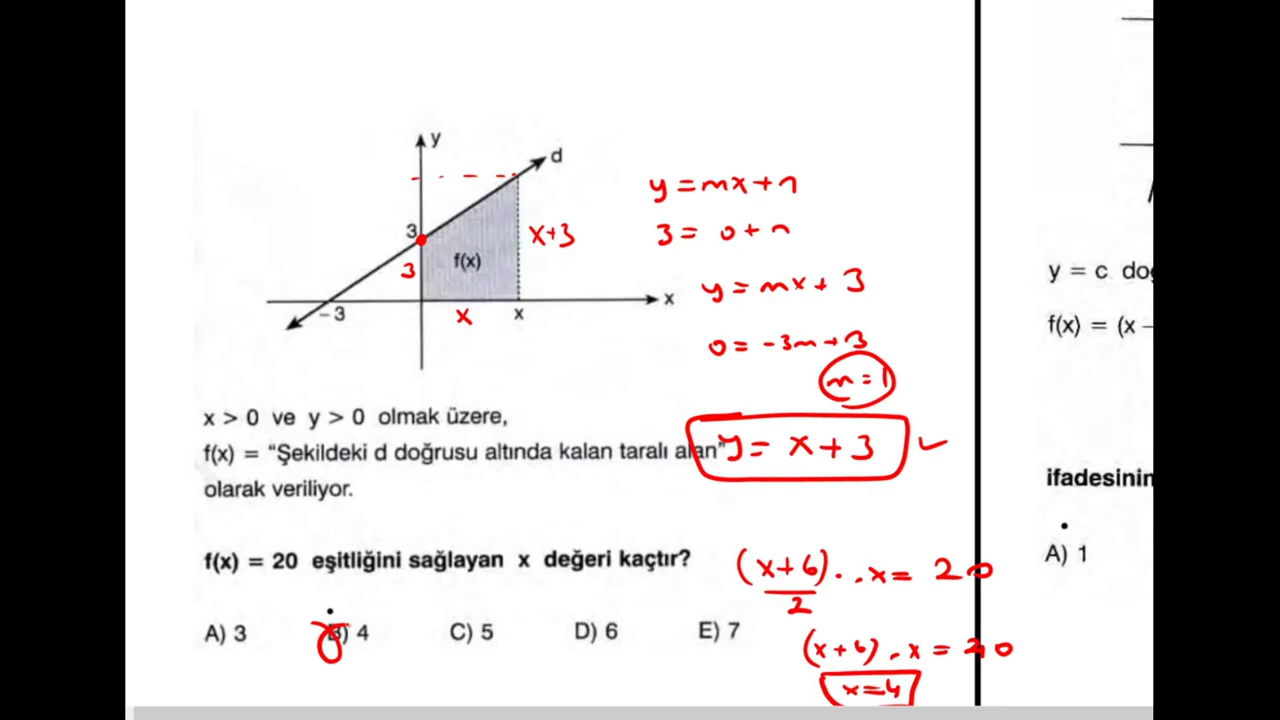 y
d
3
f(x)
x+3
3
-3
x
x
x
y = mx + n
3 = 0 + n
y = mx + 3
0 = -3m + 3
m = 1
y = x + 3
x > 0 ve y > 0 olmak üzere,
f(x) = "Şekildeki d doğrusu altında kalan taralı alan"
olarak veriliyor.
f(x) = 20 eşitliğini sağlayan x değeri kaçtır?
A) 3 B) 4 C) 5 D) 6 E) 7
(x+6)/2 . x = 20
(x+6) . x = 40
x=4
y = c
f(x) = (x –
ifadesinin
A) 1